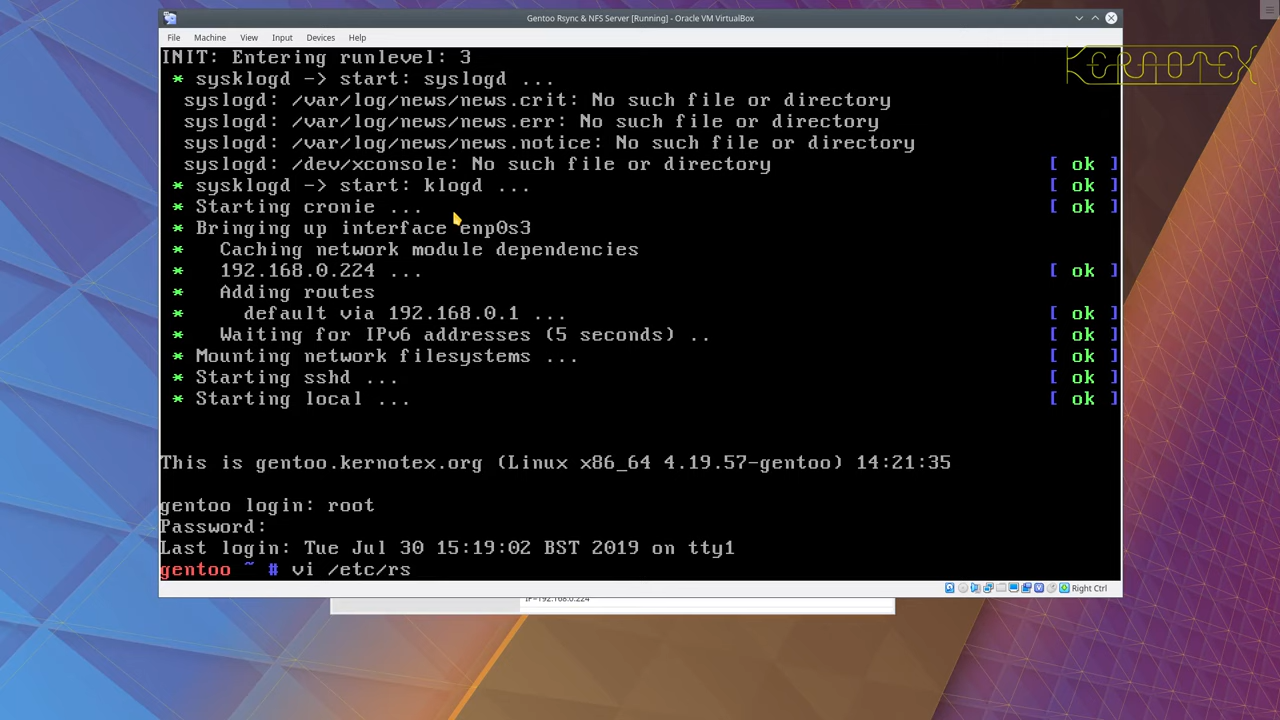 Gentoo Rsync & NFS Server [Running] - Oracle VM VirtualBox
File Machine View Input Devices Help
KERNOTEX
INIT: Entering runlevel: 3
* sysklogd -> start: syslogd ...
syslogd: /var/log/news/news.crit: No such file or directory
syslogd: /var/log/news/news.err: No such file or directory
syslogd: /var/log/news/news.notice: No such file or directory
syslogd: /dev/xconsole: No such file or directory [ ok ]
* sysklogd -> start: klogd ... [ ok ]
* Starting cronie ... [ ok ]
* Bringing up interface enp0s3
* Caching network module dependencies
* 192.168.0.224 ... [ ok ]
* Adding routes
* default via 192.168.0.1 ... [ ok ]
* Waiting for IPv6 addresses (5 seconds) .. [ ok ]
* Mounting network filesystems ... [ ok ]
* Starting sshd ... [ ok ]
* Starting local ... [ ok ]
This is gentoo.kernotex.org (Linux x86_64 4.19.57-gentoo) 14:21:35
gentoo login: root
Password:
Last login: Tue Jul 30 15:19:02 BST 2019 on tty1
gentoo ~ # vi /etc/rs
Right Ctrl
IP=192.168.0.224